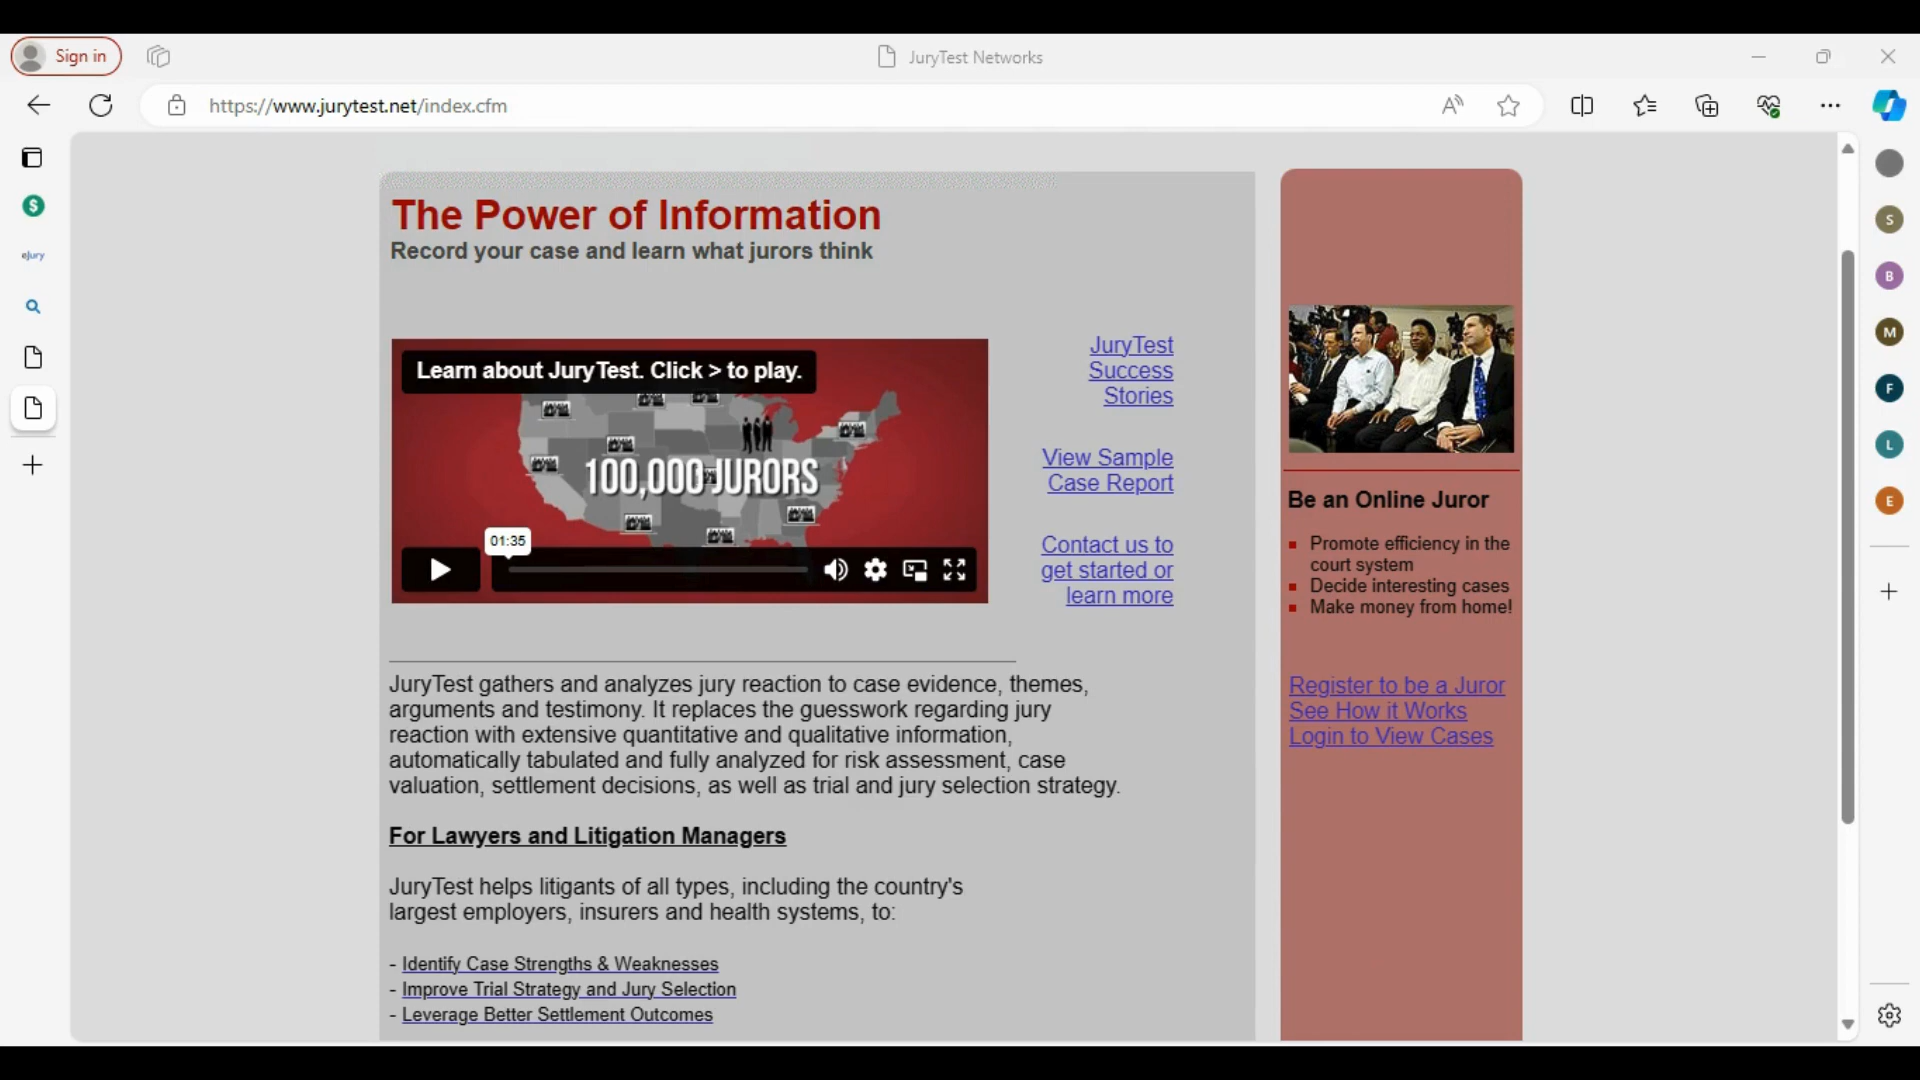 Sign in
JuryTest Networks
https://www.jurytest.net/index.cfm
eJury
The Power of Information
Record your case and learn what jurors think
Learn about JuryTest. Click > to play.
100,000 JURORS
01:35
JuryTest
Success
Stories
View Sample
Case Report
Contact us to
get started or
learn more
JuryTest gathers and analyzes jury reaction to case evidence, themes,
arguments and testimony. It replaces the guesswork regarding jury
reaction with extensive quantitative and qualitative information,
automatically tabulated and fully analyzed for risk assessment, case
valuation, settlement decisions, as well as trial and jury selection strategy.
For Lawyers and Litigation Managers
JuryTest helps litigants of all types, including the country's
largest employers, insurers and health systems, to:
- Identify Case Strengths & Weaknesses
- Improve Trial Strategy and Jury Selection
- Leverage Better Settlement Outcomes
Be an Online Juror
Promote efficiency in the
court system
Decide interesting cases
Make money from home!
Register to be a Juror
See How it Works
Login to View Cases
S
B
M
F
L
E